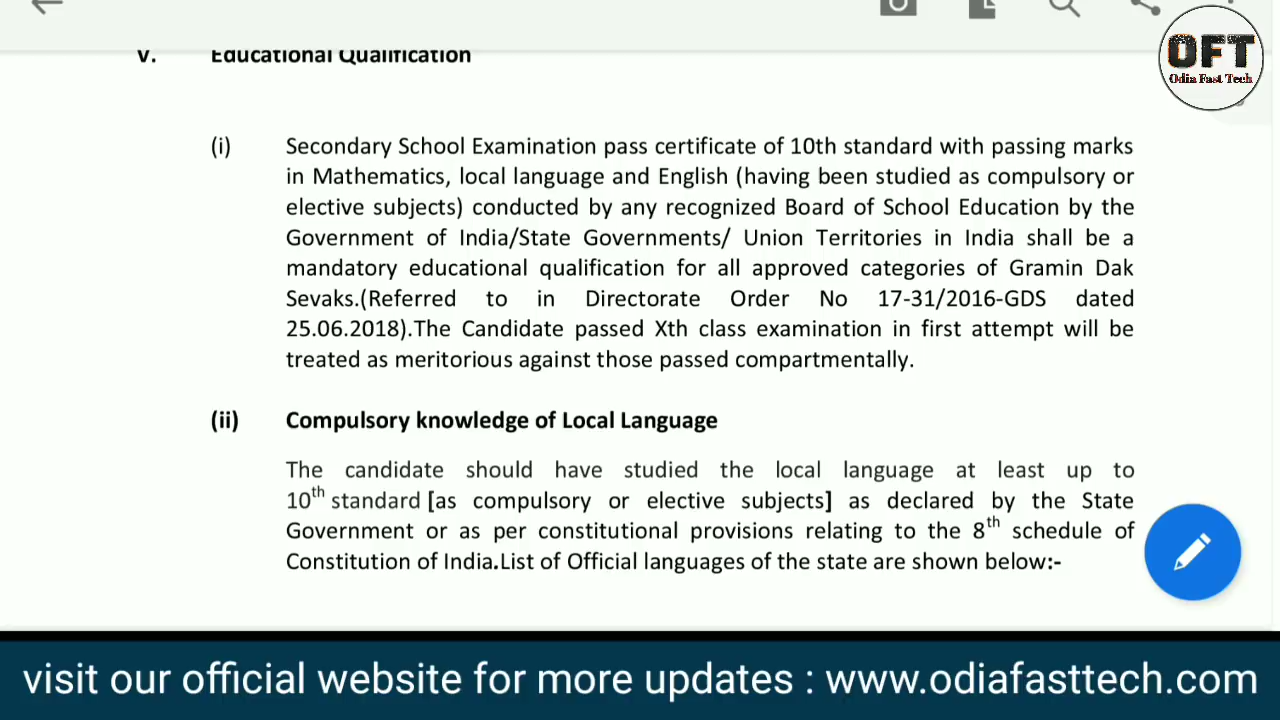 V. Educational Qualification
OFT
Odia Fast Tech
(i) Secondary School Examination pass certificate of 10th standard with passing marks
in Mathematics, local language and English (having been studied as compulsory or
elective subjects) conducted by any recognized Board of School Education by the
Government of India/State Governments/ Union Territories in India shall be a
mandatory educational qualification for all approved categories of Gramin Dak
Sevaks.(Referred to in Directorate Order No 17-31/2016-GDS dated
25.06.2018).The Candidate passed Xth class examination in first attempt will be
treated as meritorious against those passed compartmentally.
(ii) Compulsory knowledge of Local Language
The candidate should have studied the local language at least up to
10th standard [as compulsory or elective subjects] as declared by the State
Government or as per constitutional provisions relating to the 8th schedule of
Constitution of India.List of Official languages of the state are shown below:-
visit our official website for more updates : www.odiafasttech.com